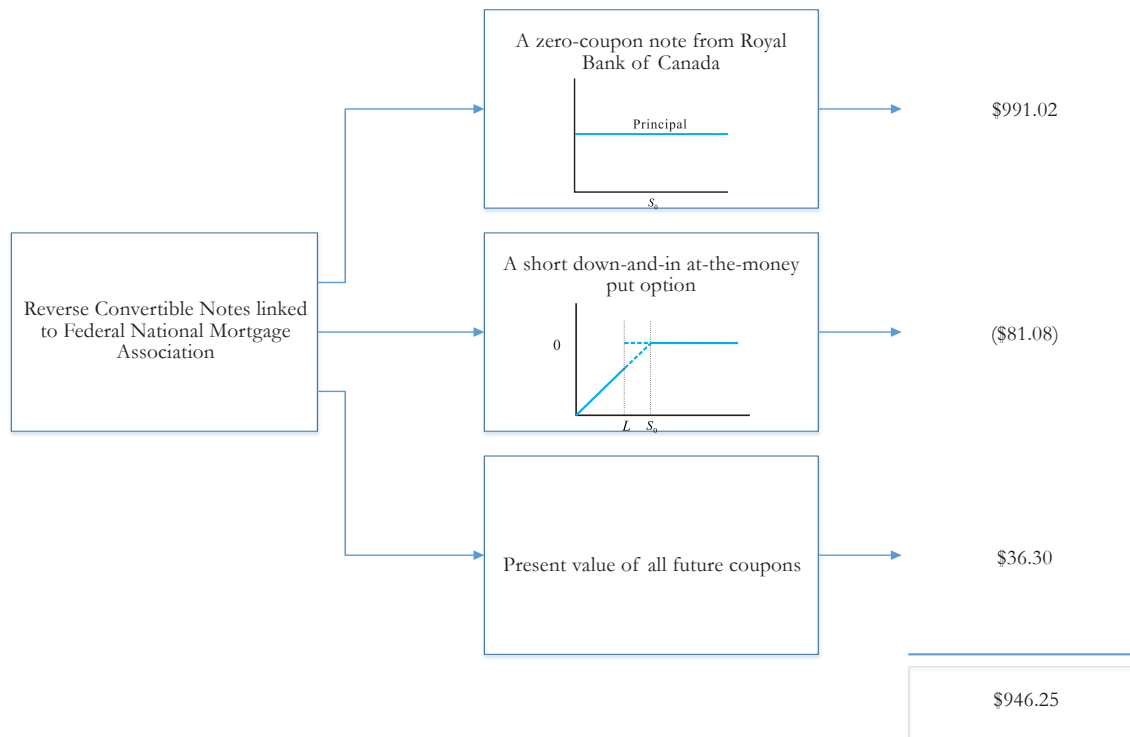 A zero-coupon note from Royal
Bank of Canada
Principal
S₀
$991.02
Reverse Convertible Notes linked
to Federal National Mortgage
Association
A short down-and-in at-the-money
put option
0
L S₀
($81.08)
Present value of all future coupons
$36.30
$946.25